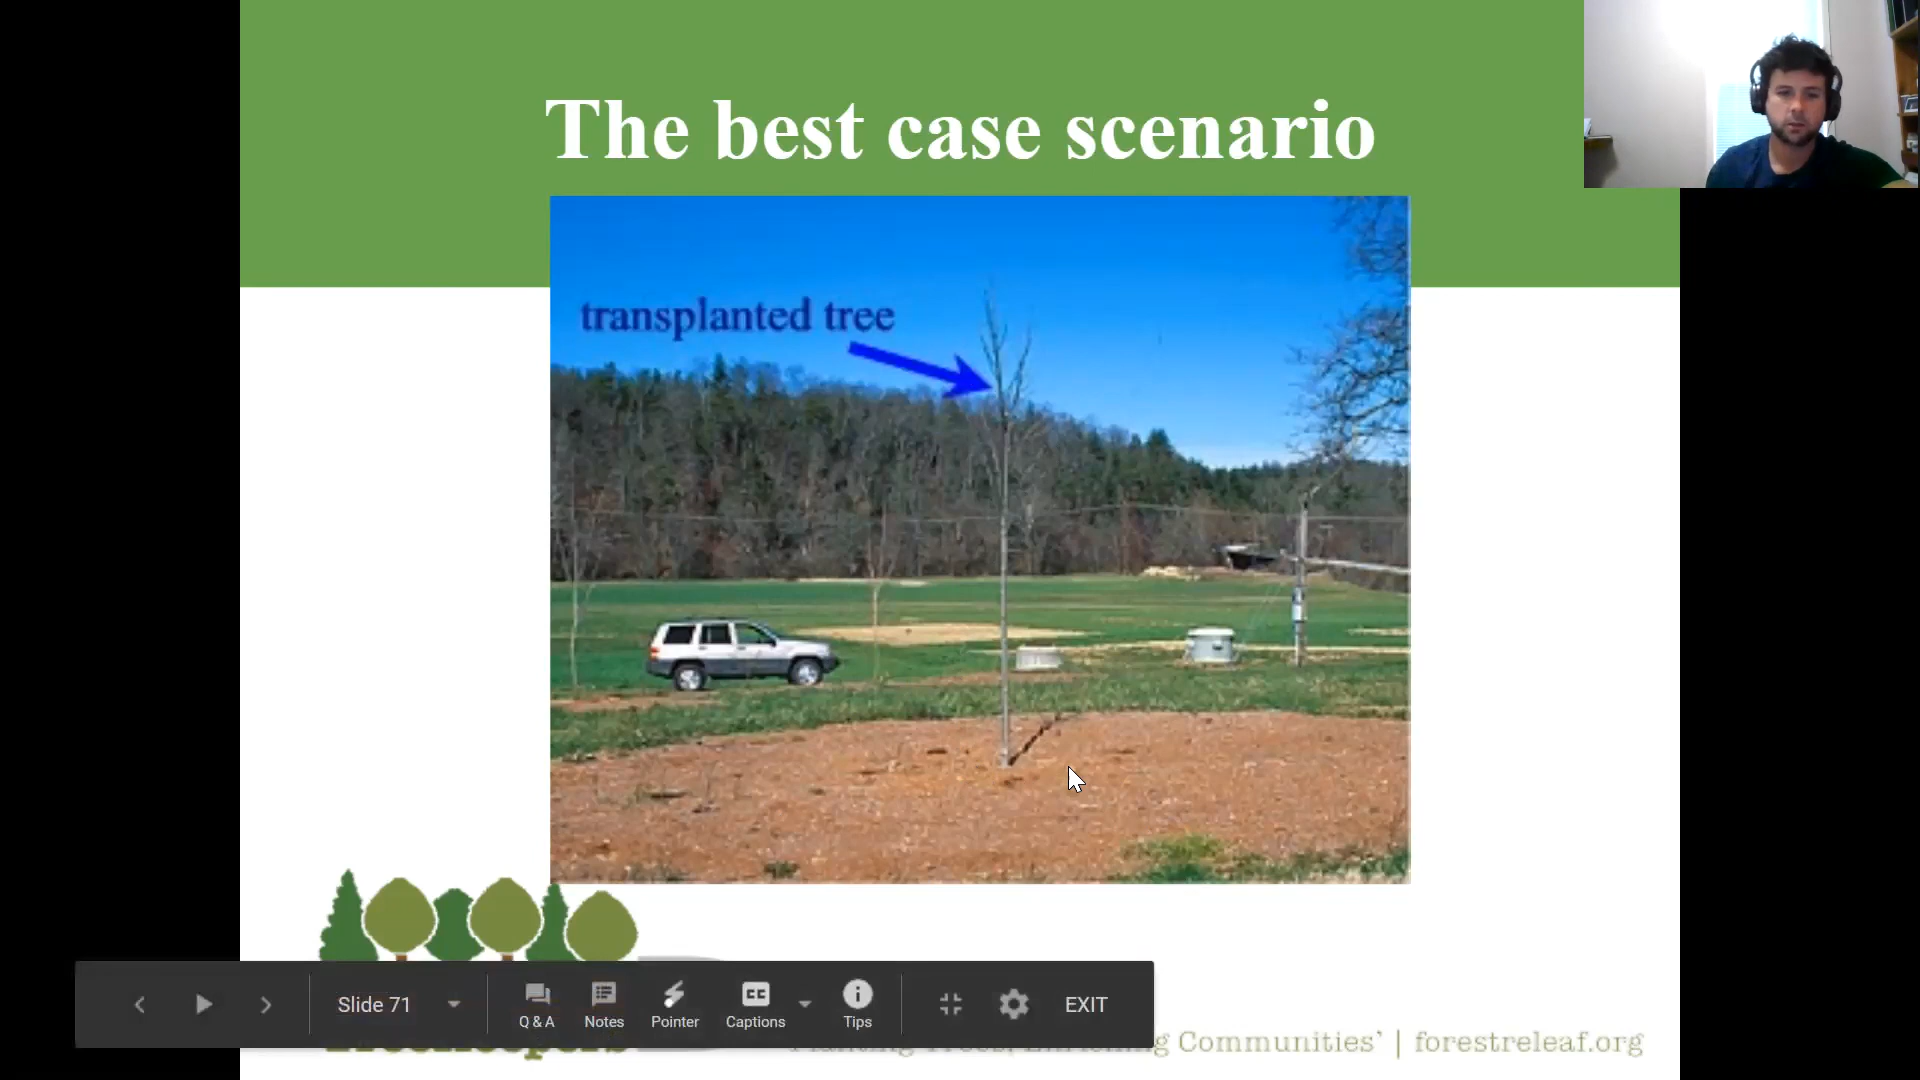 The best case scenario
transplanted tree
Slide 71
Q & A
Notes
Pointer
Captions
Tips
EXIT
Communities' | forestreleaf.org